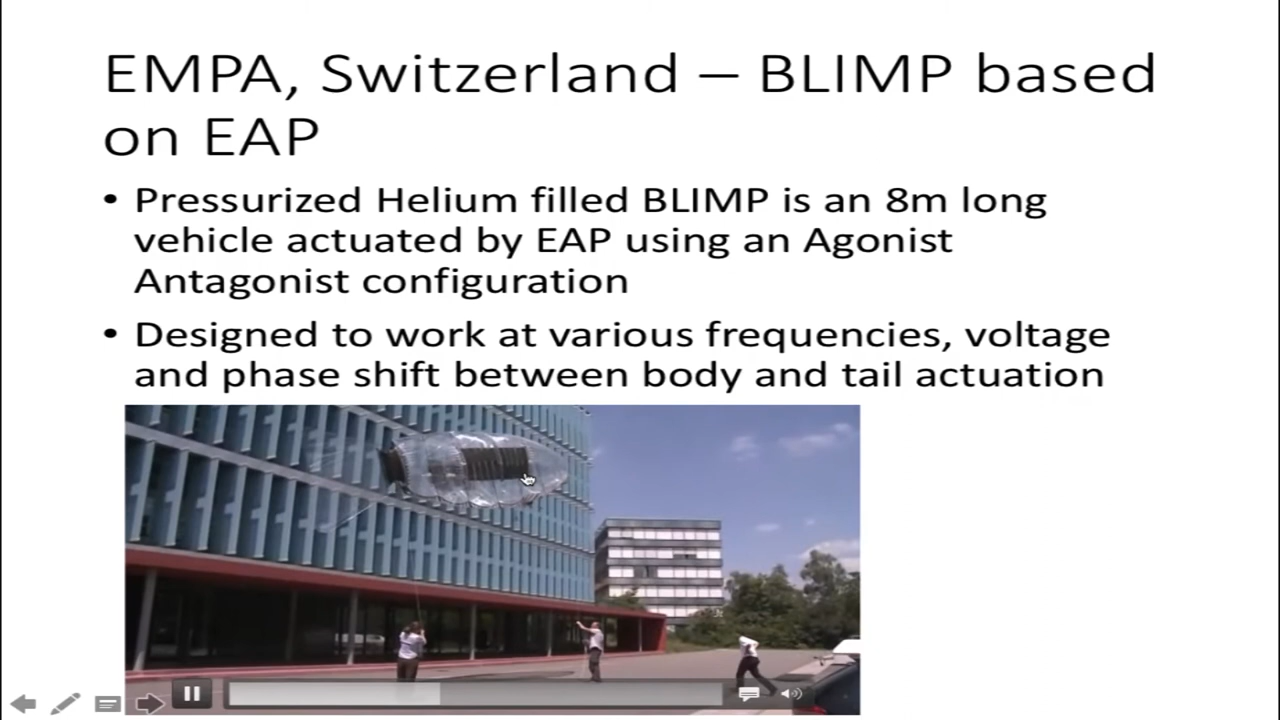 EMPA, Switzerland – BLIMP based
on EAP
• Pressurized Helium filled BLIMP is an 8m long
vehicle actuated by EAP using an Agonist
Antagonist configuration
• Designed to work at various frequencies, voltage
and phase shift between body and tail actuation